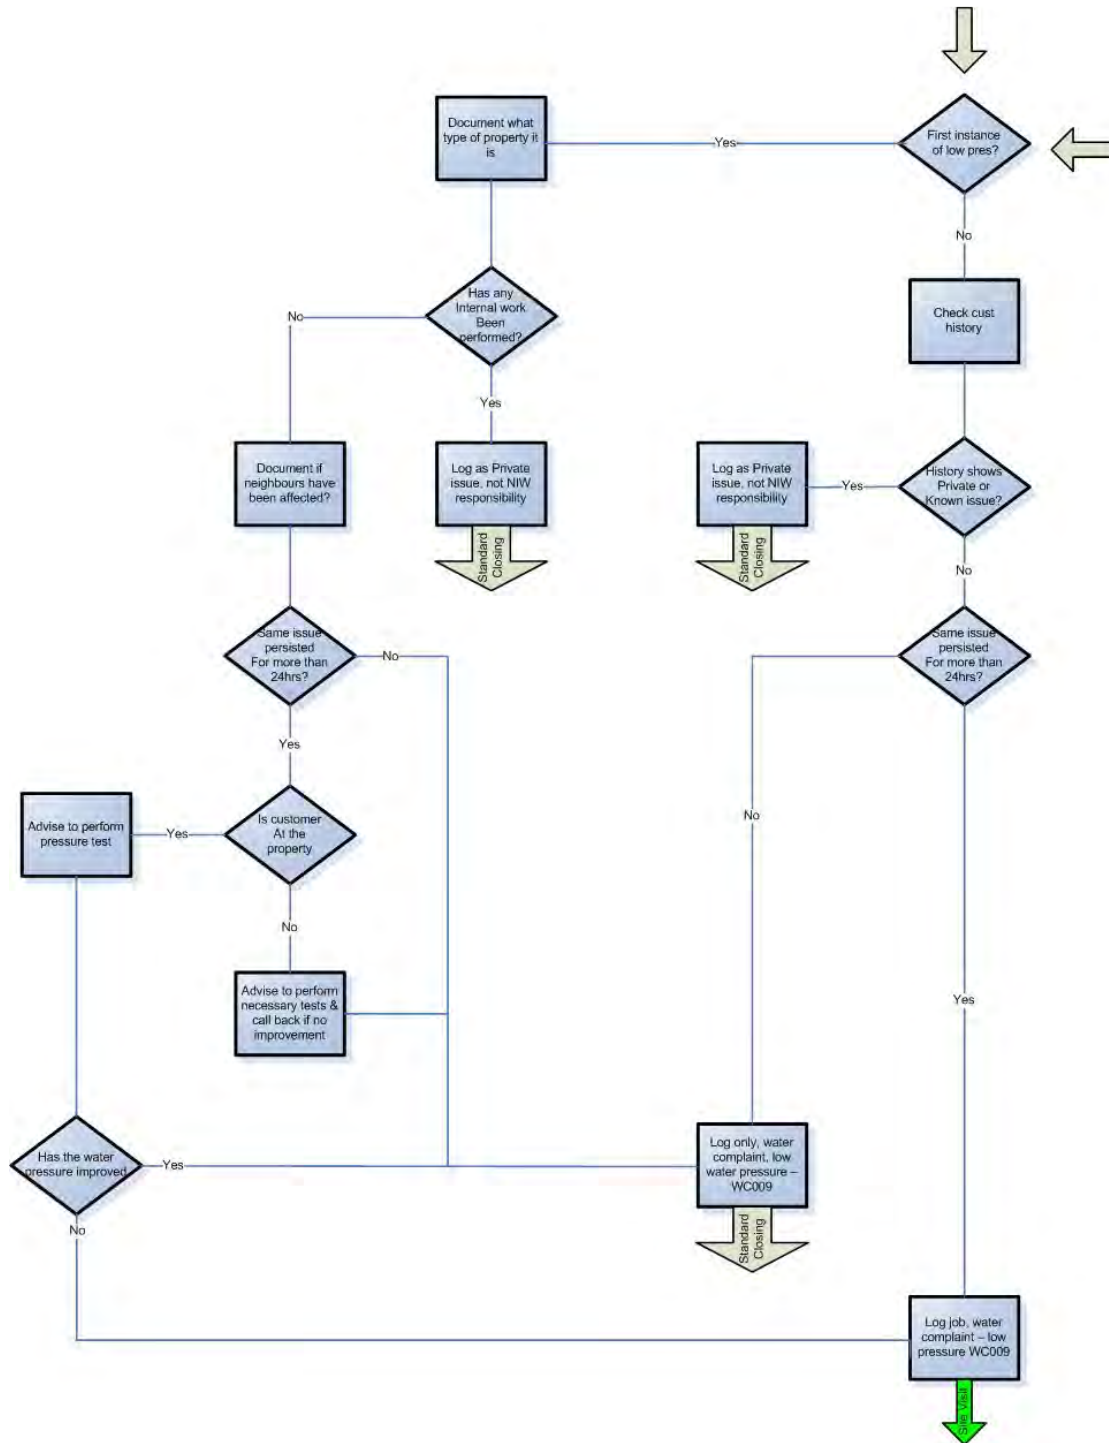 Document what
type of property it
is
Yes
First instance
of low pres?
No
Has any
Internal work
Been
performed?
No
Check cust
history
Yes
Document if
neighbours have
been affected?
Log as Private
issue, not NIW
responsibility
Standard
Closing
Log as Private
issue, not NIW
responsibility
Standard
Closing
Yes
History shows
Private or
Known issue?
No
Same issue
persisted
For more than
24hrs?
No
Same issue
persisted
For more than
24hrs?
No
Yes
Advise to perform
pressure test
Yes
Is customer
At the
property
No
Advise to perform
necessary tests &
call back if no
improvement
Yes
Has the water
pressure improved
Yes
No
Log only, water
complaint, low
water pressure –
WC009
Standard
Closing
Log job, water
complaint – low
pressure WC009
Site Visit